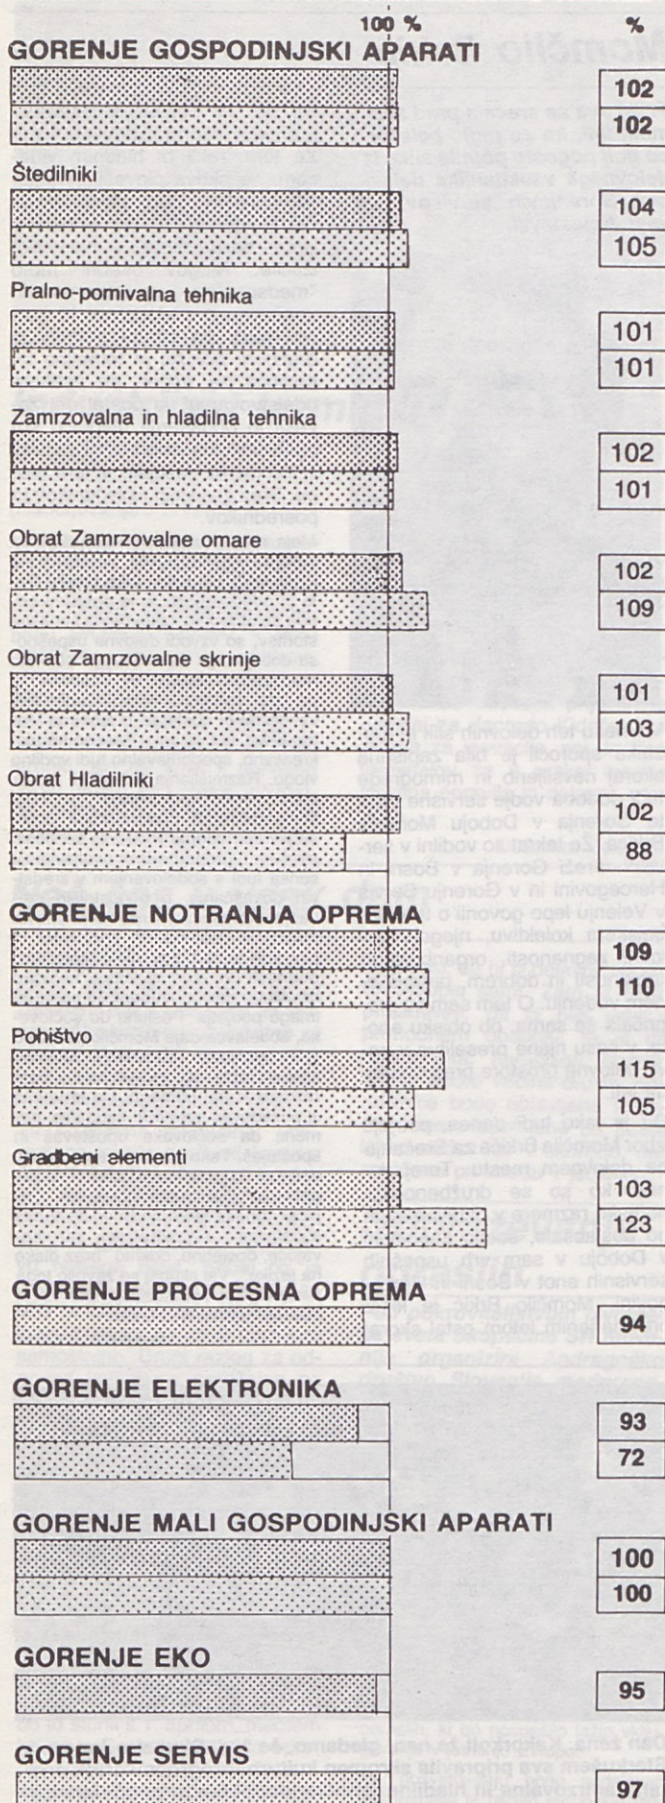 100 % %
GORENJE GOSPODINJSKI APARATI
102
102
Štedilniki
104
105
Pralno-pomivalna tehnika
101
101
Zamrzovalna in hladilna tehnika
102
101
Obrat Zamrzovalne omare
102
109
Obrat Zamrzovalne skrinje
101
103
Obrat Hladilniki
102
88
GORENJE NOTRANJA OPREMA
109
110
Pohištvo
115
105
Gradbeni elementi
103
123
GORENJE PROCESNA OPREMA
94
GORENJE ELEKTRONIKA
93
72
GORENJE MALI GOSPODINJSKI APARATI
100
100
GORENJE EKO
95
GORENJE SERVIS
97